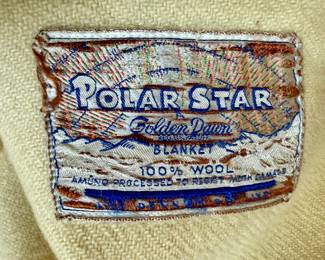 POLAR STAR
Golden Dawn
BLANKET
100% WOOL
AMUNO PROCESSED TO RESIST MOTH DAMAGE